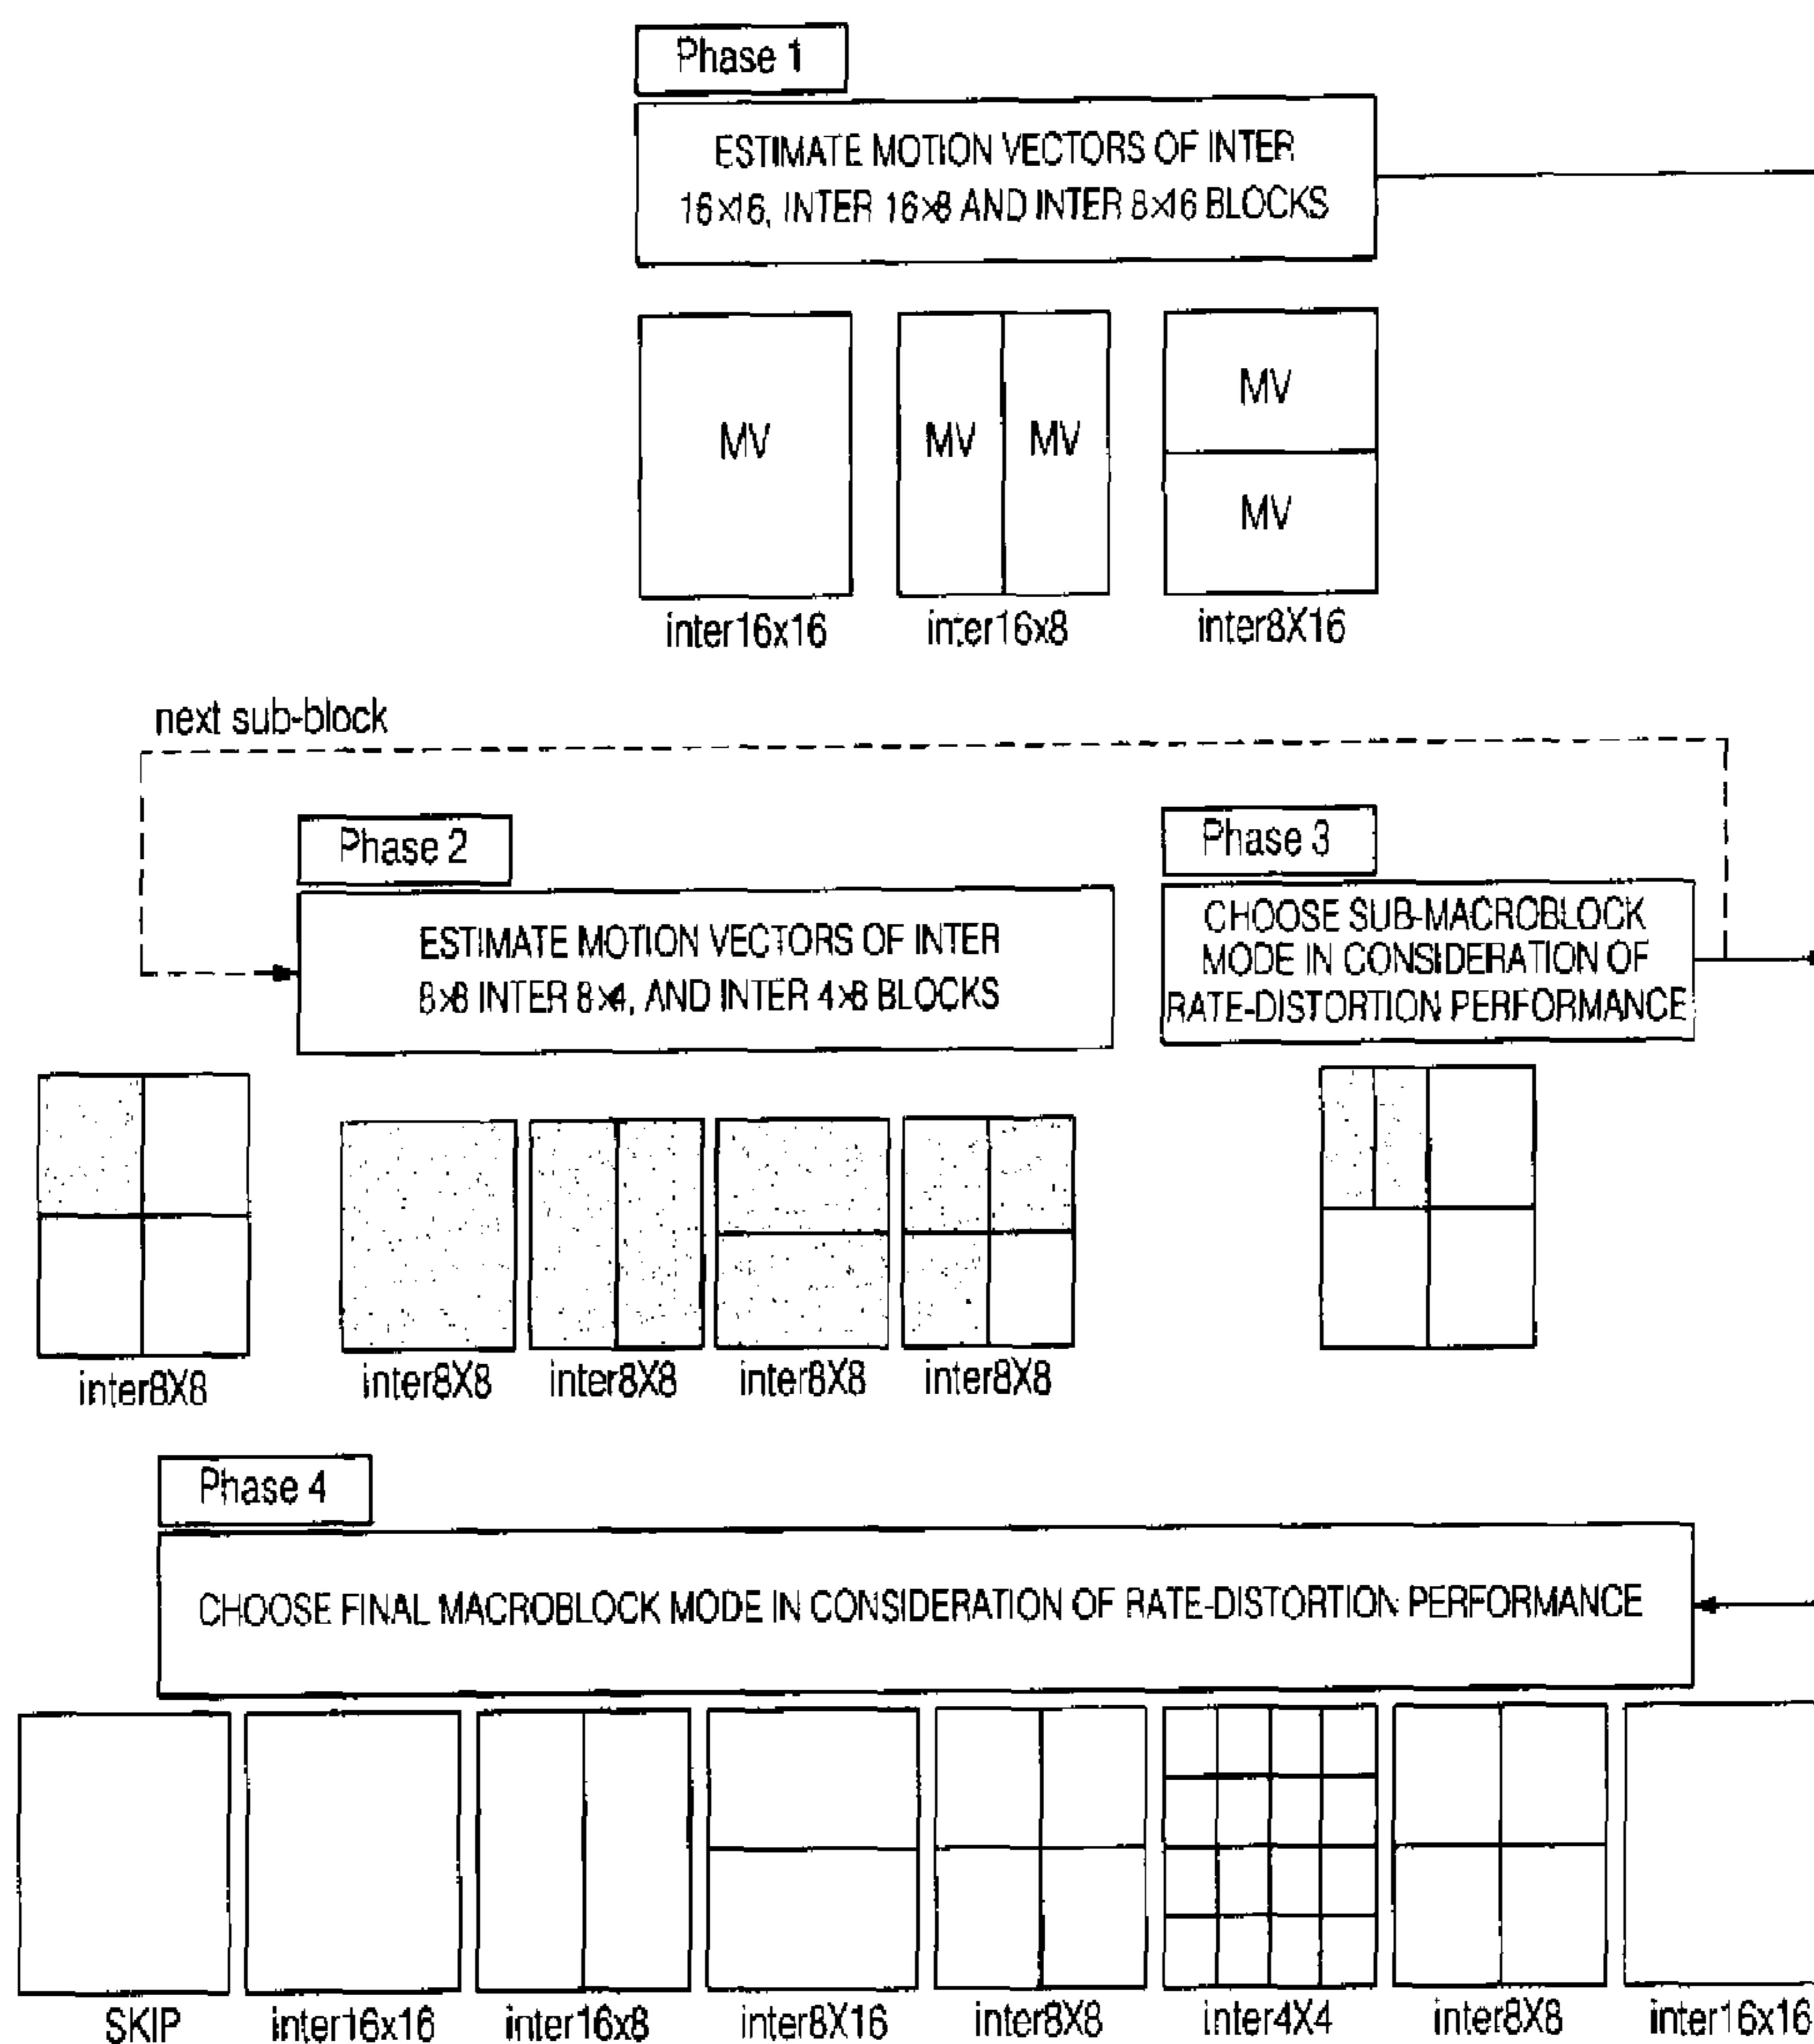 Phase 1
ESTIMATE MOTION VECTORS OF INTER
16×16, INTER 16×8 AND INTER 8×16 BLOCKS
MV
MV
MV
MV
MV
inter16x16
inter16x8
inter8X16
next sub-block
Phase 2
ESTIMATE MOTION VECTORS OF INTER
8×8 INTER 8×4, AND INTER 4×8 BLOCKS
Phase 3
CHOOSE SUB-MACROBLOCK
MODE IN CONSIDERATION OF
RATE-DISTORTION PERFORMANCE
inter8X8
inter8X8
inter8X8
inter8X8
inter8X8
Phase 4
CHOOSE FINAL MACROBLOCK MODE IN CONSIDERATION OF RATE-DISTORTION PERFORMANCE
SKIP
inter16x16
inter16x8
inter8X16
inter8X8
inter4X4
inter8X8
inter16x16